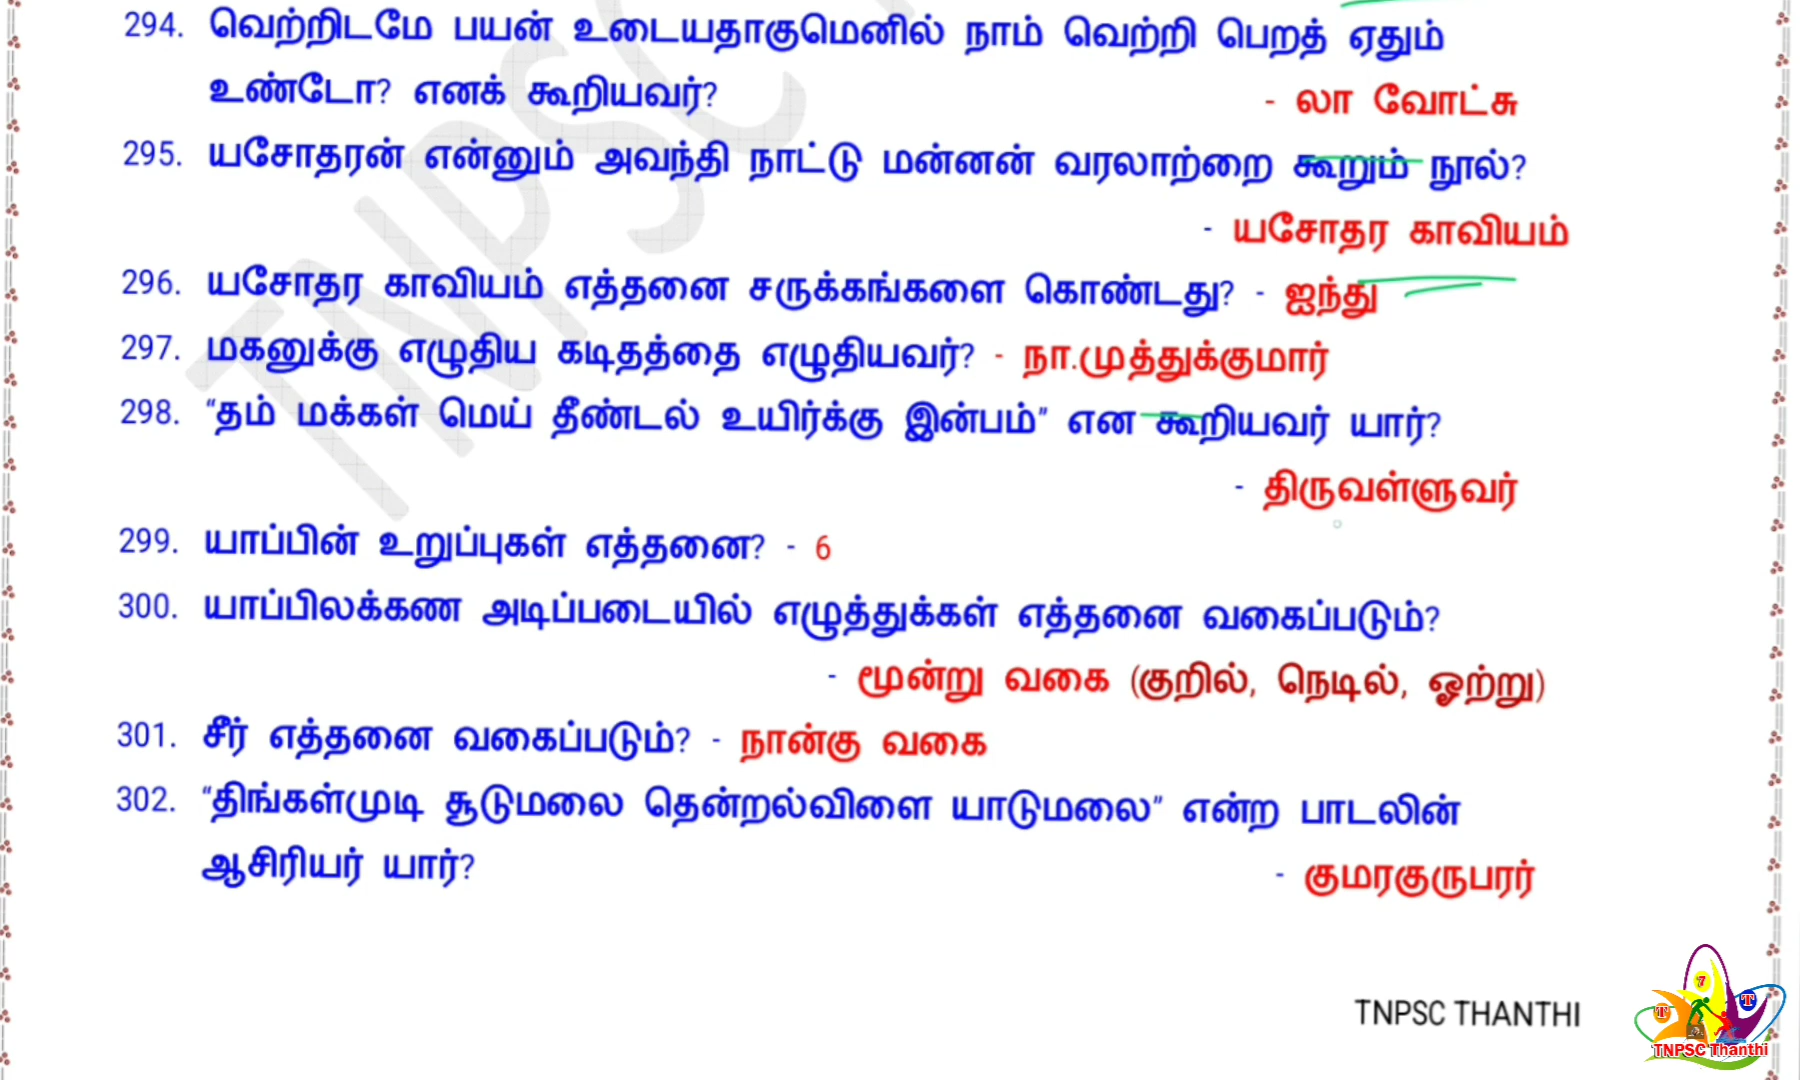 294. வெற்றிடமே பயன் உடையதாகுமெனில் நாம் வெற்றி பெறத் ஏதும்
உண்டோ? எனக் கூறியவர்? - லா வோட்சு
295. யசோதரன் என்னும் அவந்தி நாட்டு மன்னன் வரலாற்றை கூறும் நூல்?
- யசோதர காவியம்
296. யசோதர காவியம் எத்தனை சருக்கங்களை கொண்டது? - ஐந்து
297. மகனுக்கு எழுதிய கடிதத்தை எழுதியவர்? - நா.முத்துக்குமார்
298. "தம் மக்கள் மெய் தீண்டல் உயிர்க்கு இன்பம்" என கூறியவர் யார்?
- திருவள்ளுவர்
299. யாப்பின் உறுப்புகள் எத்தனை? - 6
300. யாப்பிலக்கண அடிப்படையில் எழுத்துக்கள் எத்தனை வகைப்படும்?
- மூன்று வகை (குறில், நெடில், ஒற்று)
301. சீர் எத்தனை வகைப்படும்? - நான்கு வகை
302. "திங்கள்முடி சூடுமலை தென்றல்விளை யாடுமலை" என்ற பாடலின்
ஆசிரியர் யார்? - குமரகுருபரர்
TNPSC THANTHI
T 7 T
TNPSC Thanthi
TNPSC